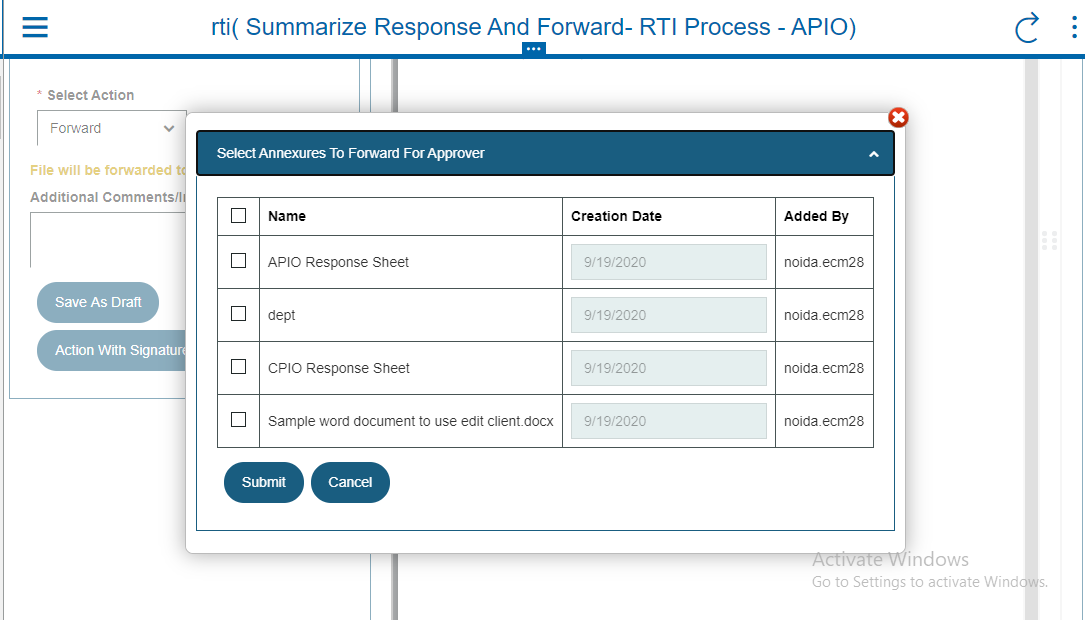 rti( Summarize Response And Forward- RTI Process - APIO)
* Select Action
Forward
File will be forwarded
Additional Comments/
Save As Draft
Action With Signature
Select Annexures To Forward For Approver
Name Creation Date Added By
APIO Response Sheet 9/19/2020 noida.ecm28
dept 9/19/2020 noida.ecm28
CPIO Response Sheet 9/19/2020 noida.ecm28
Sample word document to use edit client.docx 9/19/2020 noida.ecm28
Submit Cancel
Activate Windows
Go to Settings to activate Windows.